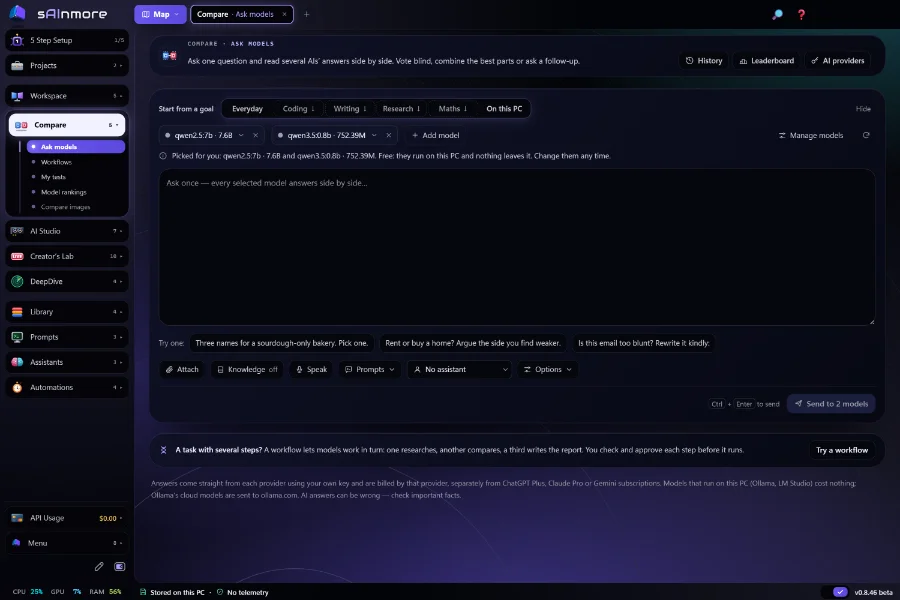 sAInmore
Map
Compare · Ask models
5 Step Setup 1/5
Projects
Workspace
Compare
Ask models
Workflows
My tests
Model rankings
Compare images
AI Studio
Creator's Lab
DeepDive
Library
Prompts
Assistants
Automations
API Usage $0.00
Menu
CPU 25% GPU 7% RAM 56%
COMPARE · ASK MODELS
Ask one question and read several AIs' answers side by side. Vote blind, combine the best parts or ask a follow-up.
History
Leaderboard
AI providers
Start from a goal
Everyday
Coding ↓
Writing ↓
Research ↓
Maths ↓
On this PC
Hide
qwen2.5:7b · 7.6B
qwen3.5:0.8b · 752.39M
+ Add model
Manage models
Picked for you: qwen2.5:7b · 7.6B and qwen3.5:0.8b · 752.39M. Free: they run on this PC and nothing leaves it. Change them any time.
Ask once — every selected model answers side by side...
Try one:
Three names for a sourdough-only bakery. Pick one.
Rent or buy a home? Argue the side you find weaker.
Is this email too blunt? Rewrite it kindly:
Attach
Knowledge off
Speak
Prompts
No assistant
Options
Ctrl + Enter to send
Send to 2 models
A task with several steps? A workflow lets models work in turn: one researches, another compares, a third writes the report. You check and approve each step before it runs.
Try a workflow
Answers come straight from each provider using your own key and are billed by that provider, separately from ChatGPT Plus, Claude Pro or Gemini subscriptions. Models that run on this PC (Ollama, LM Studio) cost nothing;
Ollama's cloud models are sent to ollama.com. AI answers can be wrong — check important facts.
Stored on this PC · No telemetry
v0.8.46 beta